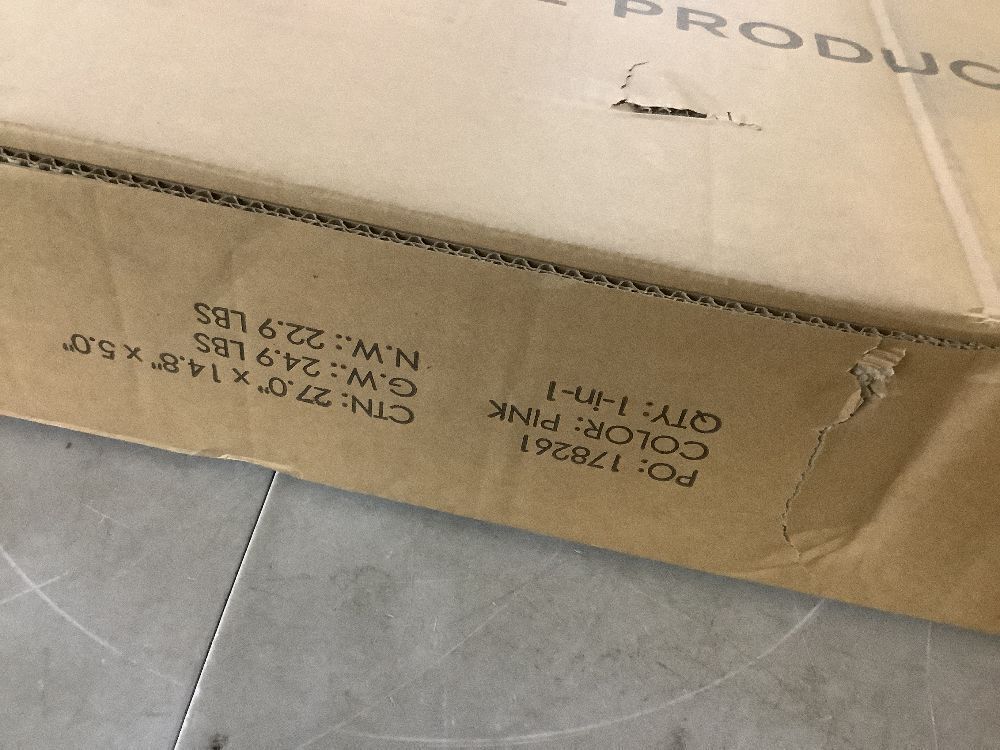 PRODUC
PO: 178261
COLOR: PINK
QTY: 1-in-1
CTN: 27.0" x 14.8" x 5.0"
G.W.: 24.9 LBS
N.W.: 22.9 LBS